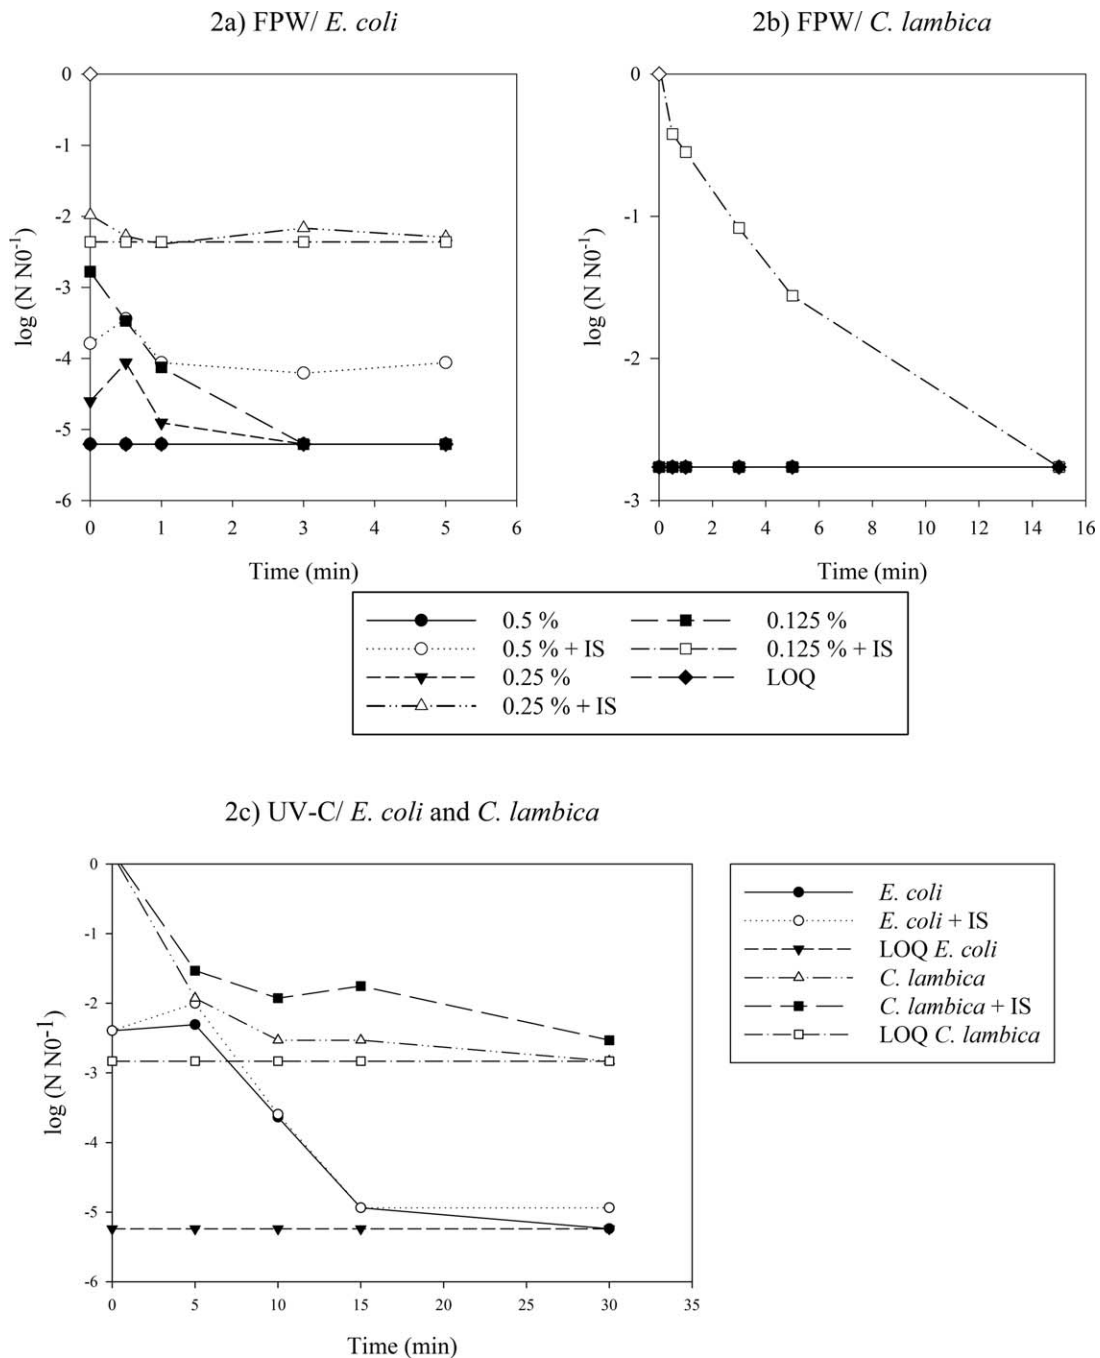 2a) FPW/ E. coli
2b) FPW/ C. lambica
0
-1
-2
-3
-4
-5
-6
log (N N0⁻¹)
0 1 2 3 4 5 6
Time (min)
0
-1
-2
-3
log (N N0⁻¹)
0 2 4 6 8 10 12 14 16
Time (min)
0.5 %
0.5 % + IS
0.25 %
0.25 % + IS
0.125 %
0.125 % + IS
LOQ
2c) UV-C/ E. coli and C. lambica
0
-1
-2
-3
-4
-5
-6
log (N N0⁻¹)
0 5 10 15 20 25 30 35
Time (min)
E. coli
E. coli + IS
LOQ E. coli
C. lambica
C. lambica + IS
LOQ C. lambica